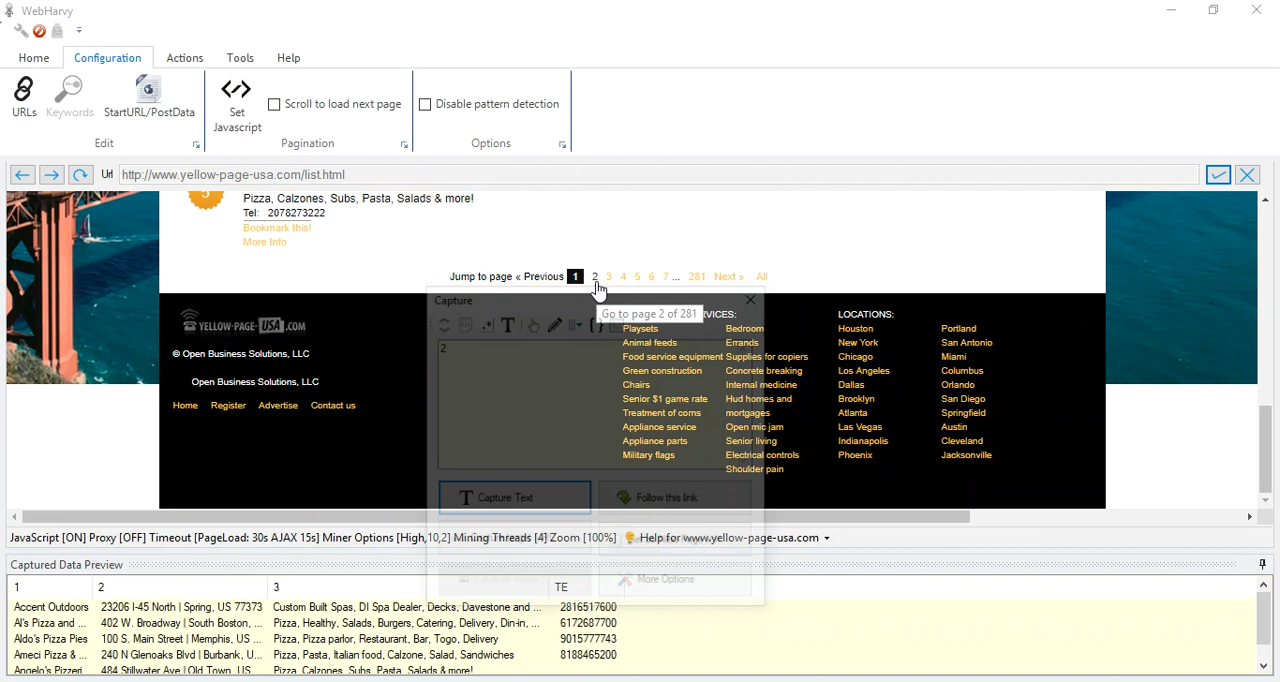 WebHarvy
Home Configuration Actions Tools Help
URLs Keywords StartURL/PostData Set Javascript Scroll to load next page Disable pattern detection
Edit Pagination Options
Url http://www.yellow-page-usa.com/list.html
5
Pizza, Calzones, Subs, Pasta, Salads & more!
Tel: 2078273222
Bookmark this!
More Info
Jump to page « Previous 1 2 3 4 5 6 7 ... 281 Next » All
Capture
Go to page 2 of 281
VICES: LOCATIONS:
YELLOW-PAGE-USA.COM
2
© Open Business Solutions, LLC
Open Business Solutions, LLC
Home Register Advertise Contact us
Playsets Bedroom Houston Portland
Animal feeds Errands New York San Antonio
Food service equipment Supplies for copiers Chicago Miami
Green construction Concrete breaking Los Angeles Columbus
Chairs Internal medicine Dallas Orlando
Senior $1 game rate Hud homes and Brooklyn San Diego
Treatment of coms mortgages Atlanta Springfield
Appliance service Open mic jam Las Vegas Austin
Appliance parts Senior living Indianapolis Cleveland
Military flags Electrical controls Phoenix Jacksonville
Shoulder pain
Capture Text Follow this link
JavaScript [ON] Proxy [OFF] Timeout [PageLoad: 30s AJAX 15s] Miner Options [High,10,2] Mining Threads [4] Zoom [100%] Help for www.yellow-page-usa.com
More Options
Captured Data Preview
1 2 3 TE
Accent Outdoors 23206 I-45 North | Spring, US 77373 Custom Built Spas, DI Spa Dealer, Decks, Davestone and ... 2816517600
Al's Pizza and ... 402 W. Broadway | South Boston, ... Pizza, Healthy, Salads, Burgers, Catering, Delivery, Din-in, ... 6172687700
Aldo's Pizza Pies 100 S. Main Street | Memphis, US ... Pizza, Pizza parlor, Restaurant, Bar, Togo, Delivery 9015777743
Ameci Pizza & ... 240 N Glenoaks Blvd | Burbank, U... Pizza, Pasta, Italian food, Calzone, Salad, Sandwiches 8188465200
Angelo's Pizzeri... 484 Stillwater Ave | Old Town, US ... Pizza, Calzones, Subs, Pasta, Salads & more!